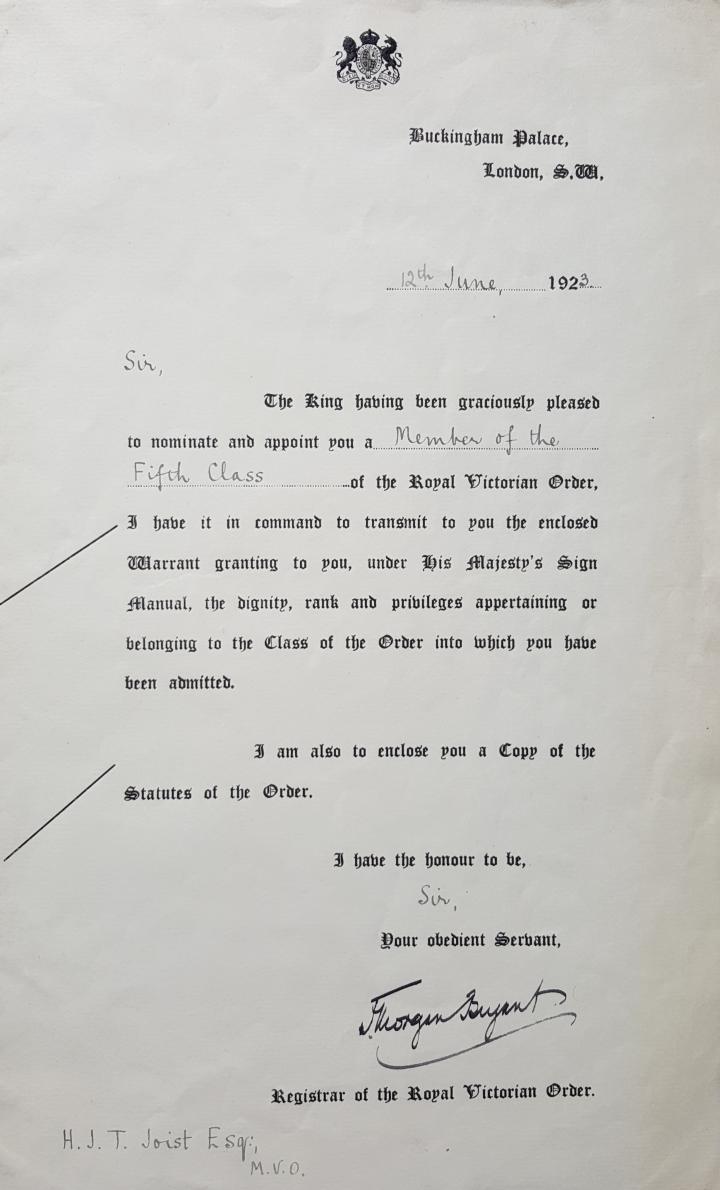 Buckingham Palace,
London, S.W,
12th June, 1923.
Sir,
The King having been graciously pleased
to nominate and appoint you a Member of the
Fifth Class of the Royal Victorian Order,
I have it in command to transmit to you the enclosed
Warrant granting to you, under His Majesty's Sign
Manual, the dignity, rank and privileges appertaining or
belonging to the Class of the Order into which you have
been admitted.
I am also to enclose you a Copy of the
Statutes of the Order.
I have the honour to be,
Sir,
Your obedient Servant,
F. Morgan Bryant
Registrar of the Royal Victorian Order.
H. J. T. Joist Esq:,
M.V.O.